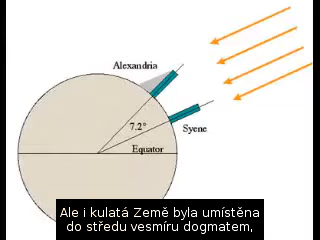 Alexandria
7.2°
Syene
Equator
Ale i kulatá Země byla umístěna
do středu vesmíru dogmatem,